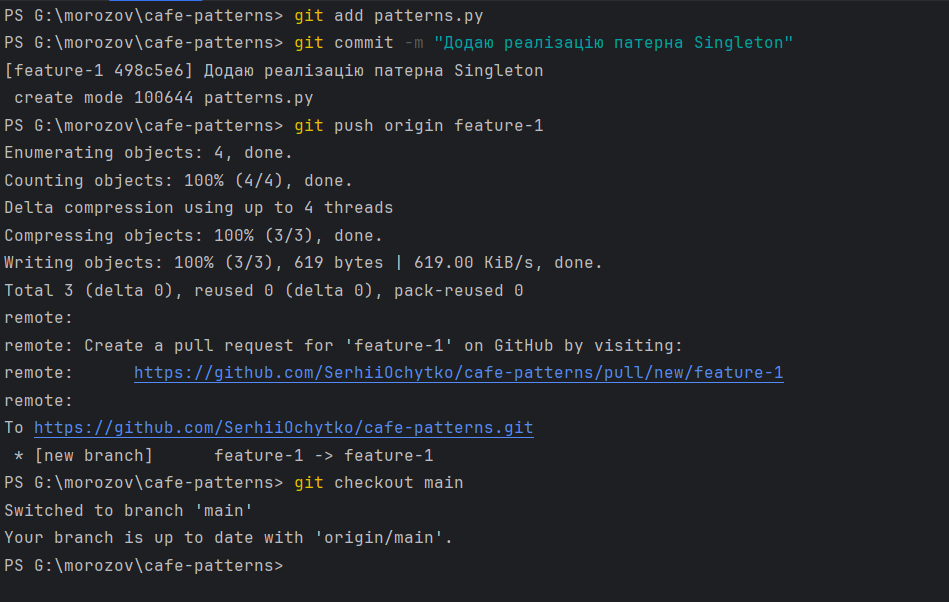 PS G:\morozov\cafe-patterns> git add patterns.py
PS G:\morozov\cafe-patterns> git commit -m "Додаю реалізацію патерна Singleton"
[feature-1 498c5e6] Додаю реалізацію патерна Singleton
 create mode 100644 patterns.py
PS G:\morozov\cafe-patterns> git push origin feature-1
Enumerating objects: 4, done.
Counting objects: 100% (4/4), done.
Delta compression using up to 4 threads
Compressing objects: 100% (3/3), done.
Writing objects: 100% (3/3), 619 bytes | 619.00 KiB/s, done.
Total 3 (delta 0), reused 0 (delta 0), pack-reused 0
remote:
remote: Create a pull request for 'feature-1' on GitHub by visiting:
remote:      https://github.com/SerhiiOchytko/cafe-patterns/pull/new/feature-1
remote:
To https://github.com/SerhiiOchytko/cafe-patterns.git
 * [new branch]      feature-1 -> feature-1
PS G:\morozov\cafe-patterns> git checkout main
Switched to branch 'main'
Your branch is up to date with 'origin/main'.
PS G:\morozov\cafe-patterns>